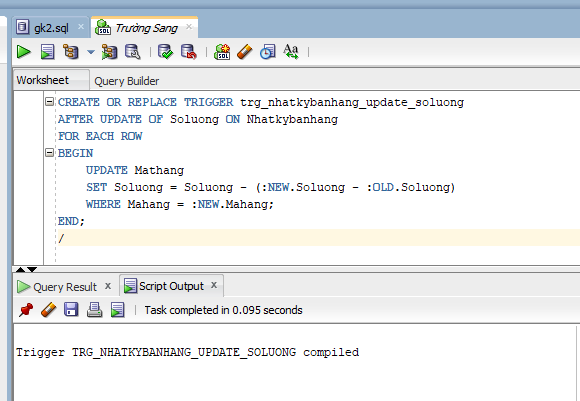 gk2.sql
Trường Sang
Worksheet Query Builder
CREATE OR REPLACE TRIGGER trg_nhatkybanhang_update_soluong
AFTER UPDATE OF Soluong ON Nhatkybanhang
FOR EACH ROW
BEGIN
UPDATE Mathang
SET Soluong = Soluong - (:NEW.Soluong - :OLD.Soluong)
WHERE Mahang = :NEW.Mahang;
END;
/
Query Result x Script Output x
Task completed in 0.095 seconds
Trigger TRG_NHATKYBANHANG_UPDATE_SOLUONG compiled